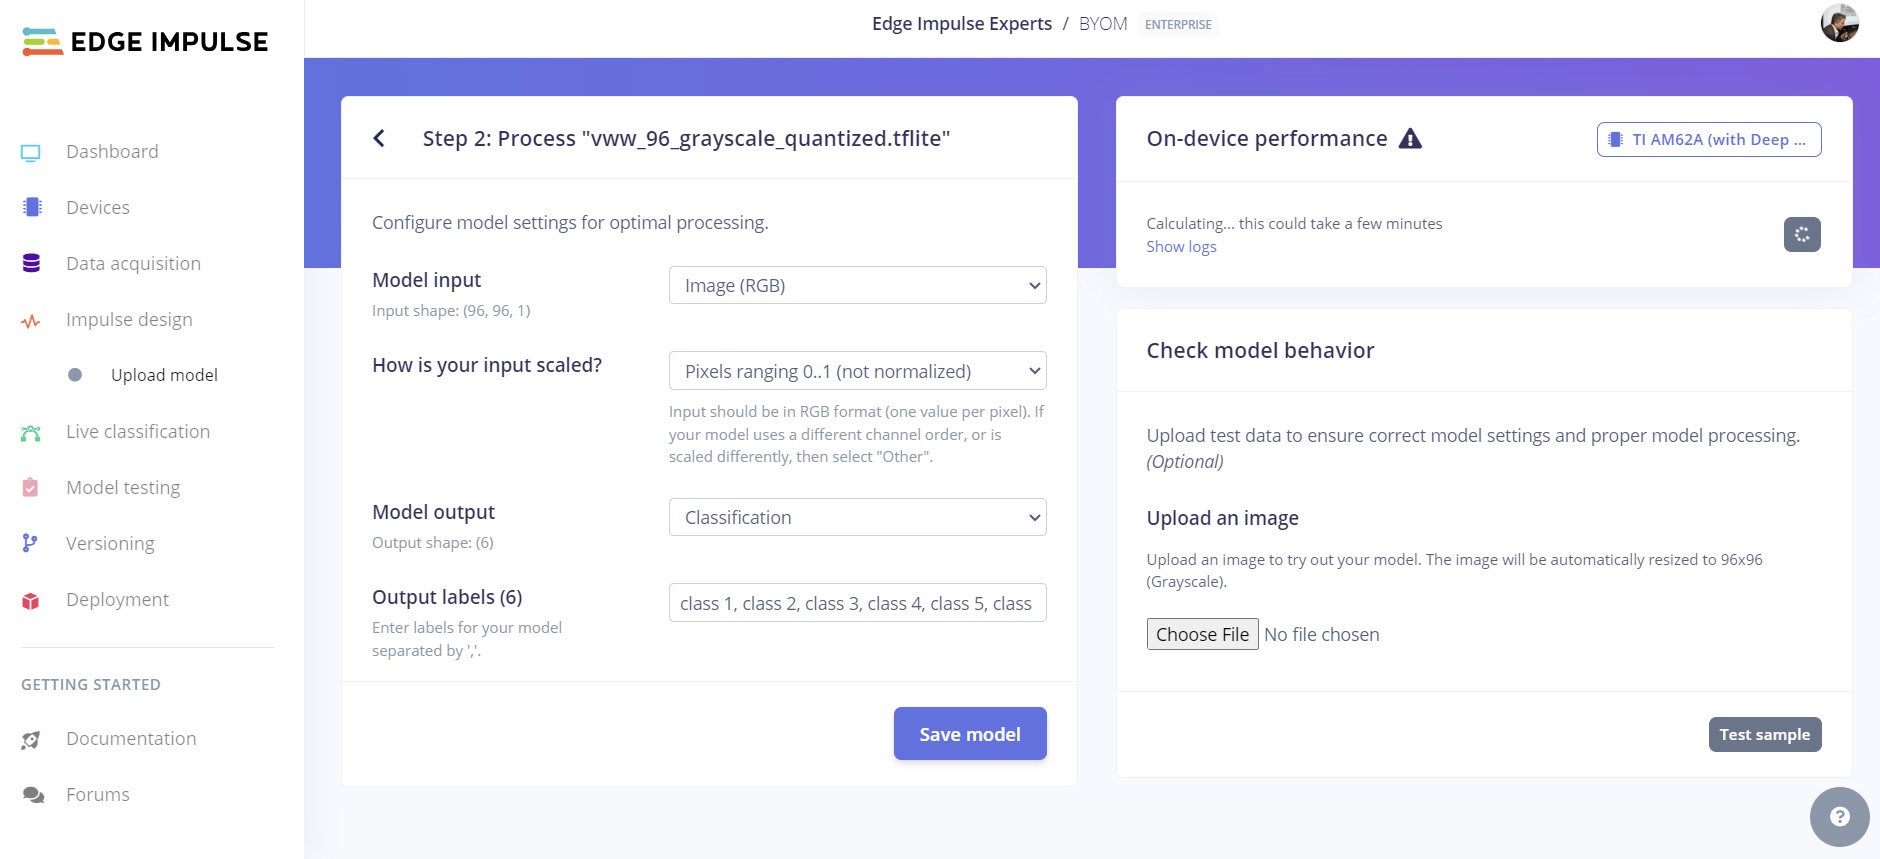 EDGE IMPULSE
Edge Impulse Experts / BYOM ENTERPRISE
Dashboard
Devices
Data acquisition
Impulse design
Upload model
Live classification
Model testing
Versioning
Deployment
GETTING STARTED
Documentation
Forums
Step 2: Process "vww_96_grayscale_quantized.tflite"
Configure model settings for optimal processing.
Model input
Input shape: (96, 96, 1)
Image (RGB)
How is your input scaled?
Pixels ranging 0..1 (not normalized)
Input should be in RGB format (one value per pixel). If
your model uses a different channel order, or is
scaled differently, then select "Other".
Model output
Output shape: (6)
Classification
Output labels (6)
Enter labels for your model
separated by ','.
class 1, class 2, class 3, class 4, class 5, class
Save model
On-device performance
TI AM62A (with Deep ...
Calculating... this could take a few minutes
Show logs
Check model behavior
Upload test data to ensure correct model settings and proper model processing.
(Optional)
Upload an image
Upload an image to try out your model. The image will be automatically resized to 96x96
(Grayscale).
Choose File No file chosen
Test sample
?